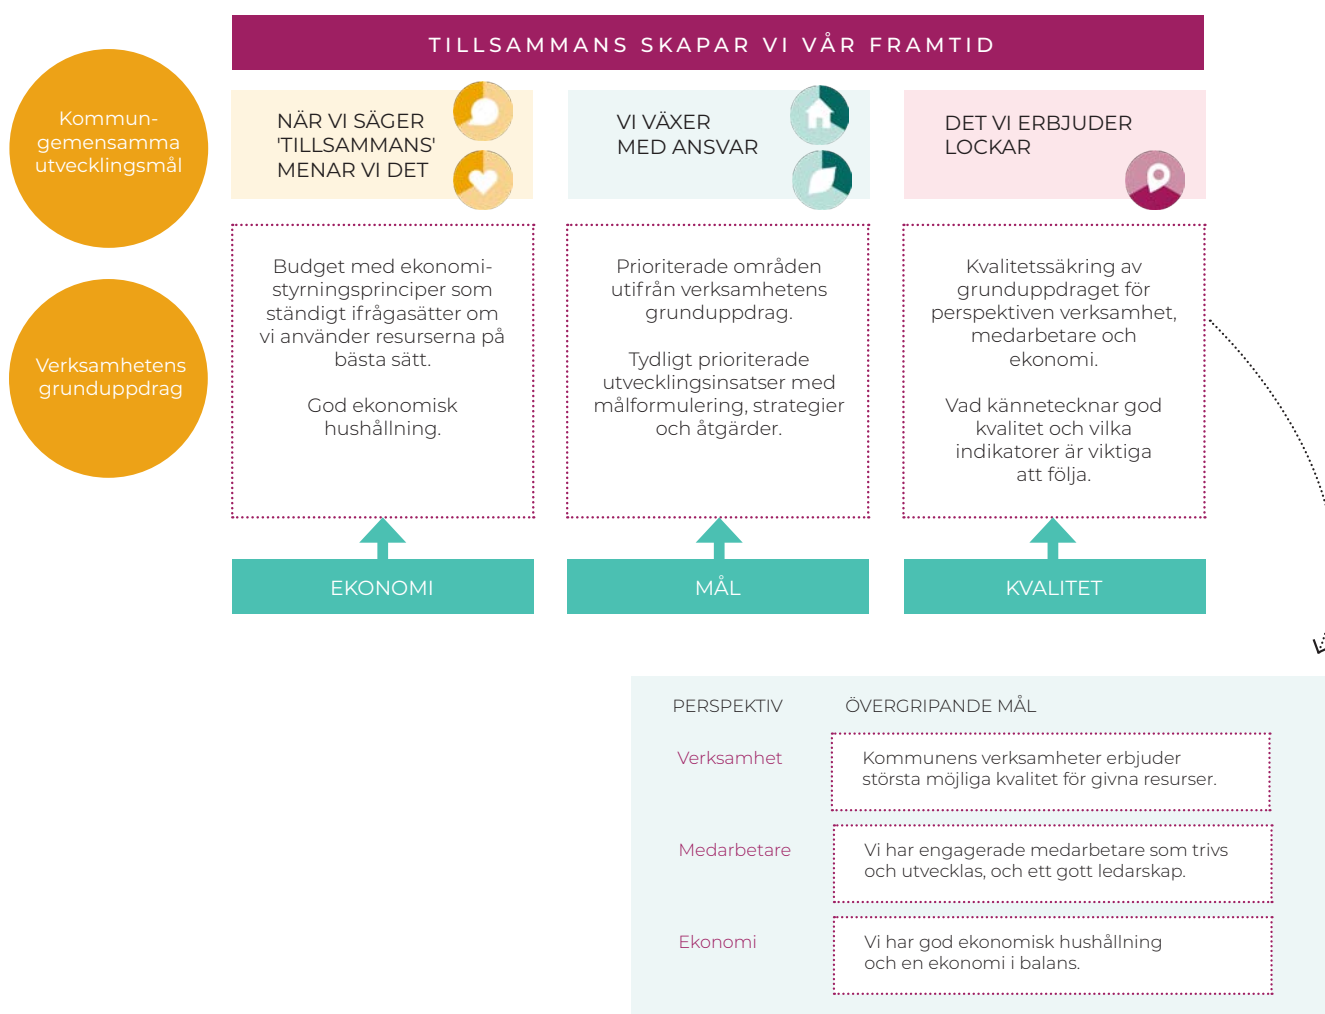 TILLSAMMANS SKAPAR VI VÅR FRAMTID
Kommun-
gemensamma
utvecklingsmål
NÄR VI SÄGER
'TILLSAMMANS'
MENAR VI DET
VI VÄXER
MED ANSVAR
DET VI ERBJUDER
LOCKAR
Verksamhetens
grunduppdrag
Budget med ekonomi-
styrningsprinciper som
ständigt ifrågasätter om
vi använder resurserna på
bästa sätt.
God ekonomisk
hushållning.
Prioriterade områden
utifrån verksamhetens
grunduppdrag.
Tydligt prioriterade
utvecklingsinsatser med
målformulering, strategier
och åtgärder.
Kvalitetssäkring av
grunduppdraget för
perspektiven verksamhet,
medarbetare och
ekonomi.
Vad kännetecknar god
kvalitet och vilka
indikatorer är viktiga
att följa.
EKONOMI
MÅL
KVALITET
PERSPEKTIV
ÖVERGRIPANDE MÅL
Verksamhet
Kommunens verksamheter erbjuder
största möjliga kvalitet för givna resurser.
Medarbetare
Vi har engagerade medarbetare som trivs
och utvecklas, och ett gott ledarskap.
Ekonomi
Vi har god ekonomisk hushållning
och en ekonomi i balans.